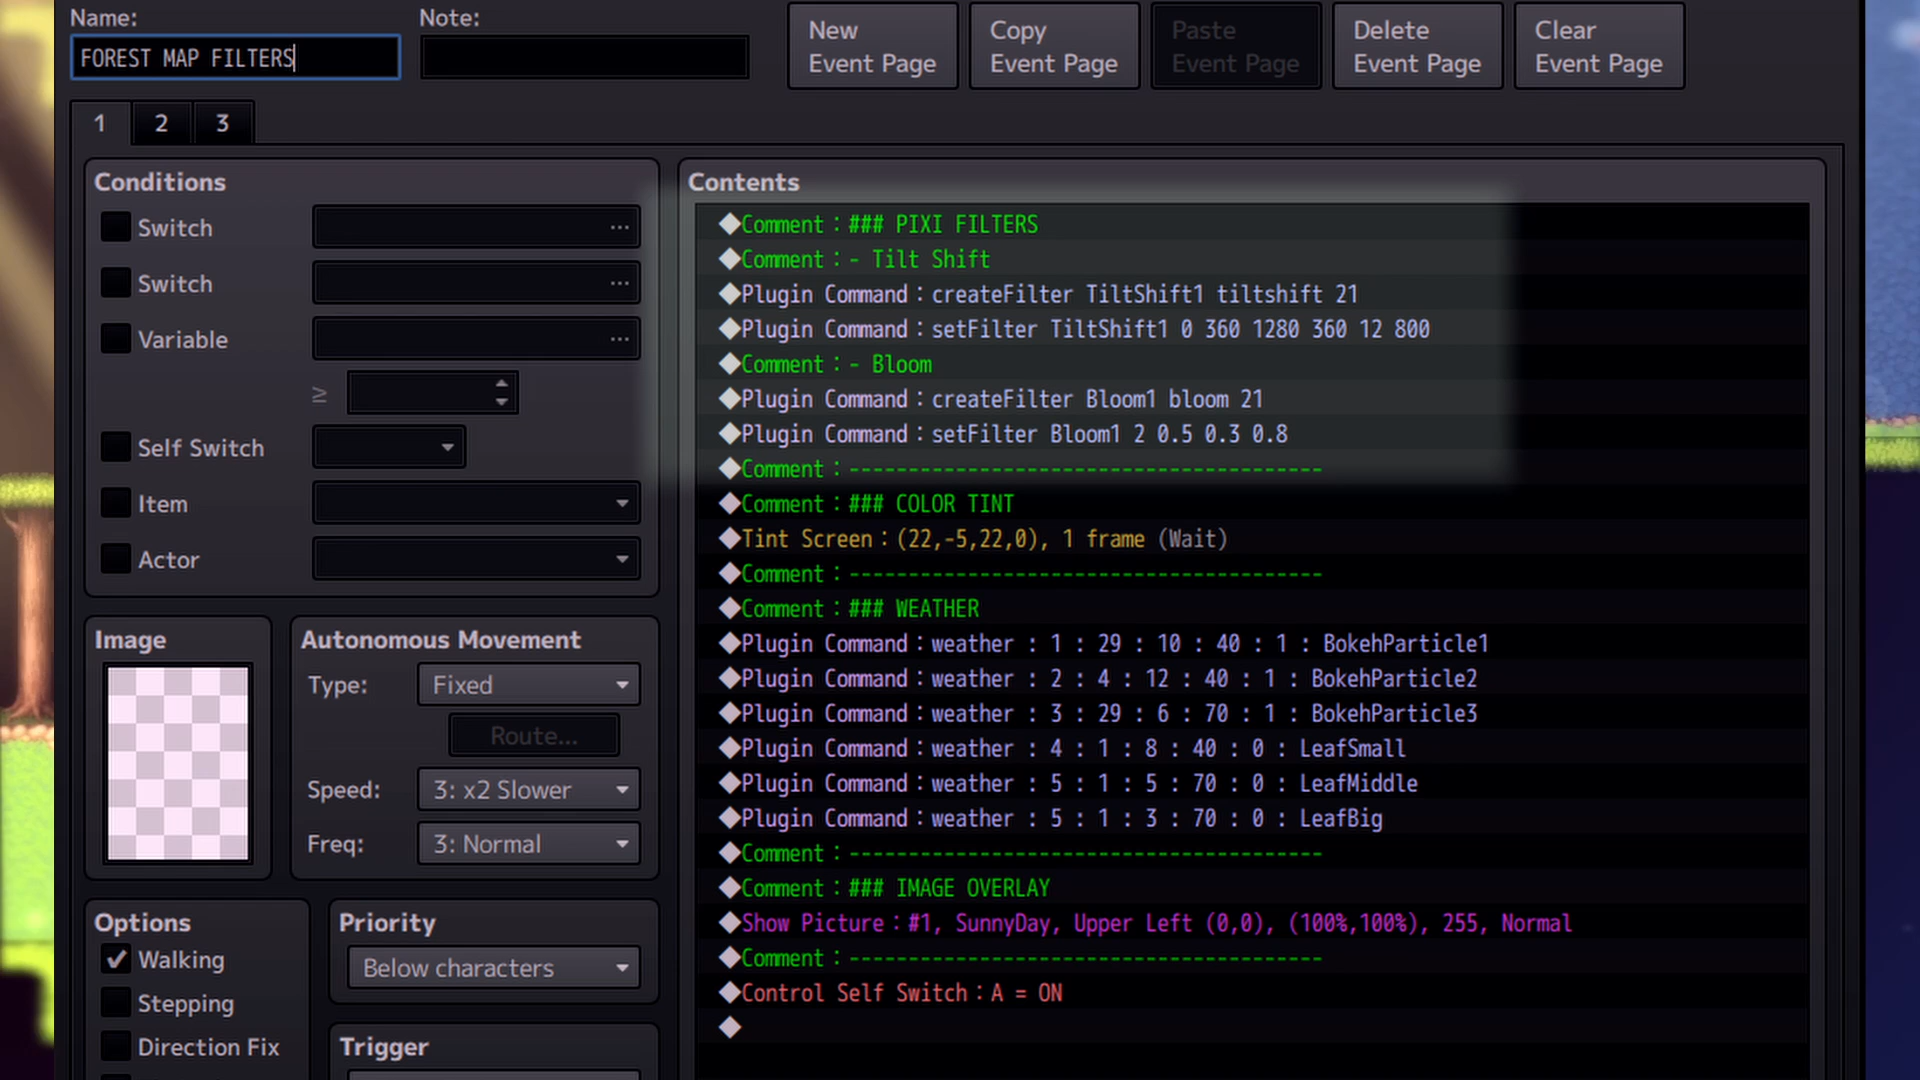 Name:
FOREST MAP FILTERS
Note:
New
Event Page
Copy
Event Page
Paste
Event Page
Delete
Event Page
Clear
Event Page
1
2
3
Conditions
Switch
...
Switch
...
Variable
...
≥
Self Switch
Item
Actor
Image
Autonomous Movement
Type:
Fixed
Route...
Speed:
3: x2 Slower
Freq:
3: Normal
Options
Walking
Stepping
Direction Fix
Priority
Below characters
Trigger
Contents
◆Comment：### PIXI FILTERS
◆Comment：- Tilt Shift
◆Plugin Command：createFilter TiltShift1 tiltshift 21
◆Plugin Command：setFilter TiltShift1 0 360 1280 360 12 800
◆Comment：- Bloom
◆Plugin Command：createFilter Bloom1 bloom 21
◆Plugin Command：setFilter Bloom1 2 0.5 0.3 0.8
◆Comment：----------------------------------------
◆Comment：### COLOR TINT
◆Tint Screen：(22,-5,22,0), 1 frame (Wait)
◆Comment：----------------------------------------
◆Comment：### WEATHER
◆Plugin Command：weather : 1 : 29 : 10 : 40 : 1 : BokehParticle1
◆Plugin Command：weather : 2 : 4 : 12 : 40 : 1 : BokehParticle2
◆Plugin Command：weather : 3 : 29 : 6 : 70 : 1 : BokehParticle3
◆Plugin Command：weather : 4 : 1 : 8 : 40 : 0 : LeafSmall
◆Plugin Command：weather : 5 : 1 : 5 : 70 : 0 : LeafMiddle
◆Plugin Command：weather : 5 : 1 : 3 : 70 : 0 : LeafBig
◆Comment：----------------------------------------
◆Comment：### IMAGE OVERLAY
◆Show Picture：#1, SunnyDay, Upper Left (0,0), (100%,100%), 255, Normal
◆Comment：----------------------------------------
◆Control Self Switch：A = ON
◆